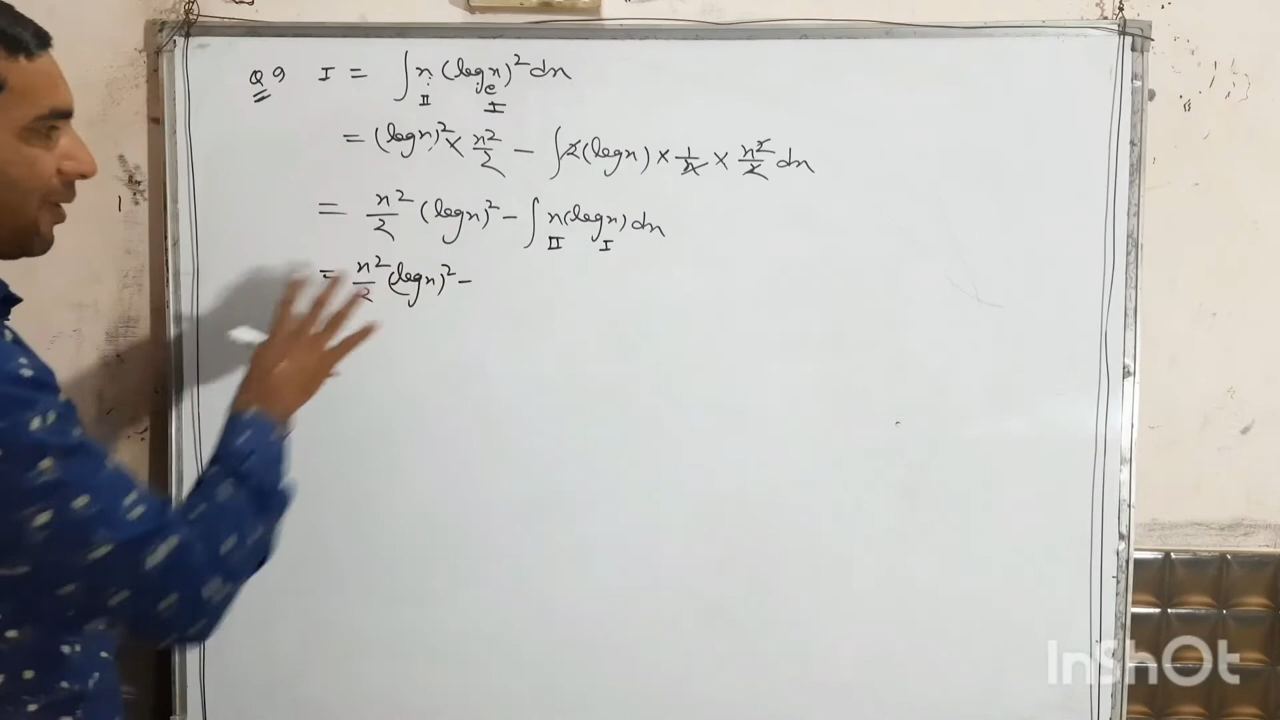 Q 9 I = ∫ x (log_e x)² dx
II I
= (log x)² × x²/2 − ∫ 2 (log x) × 1/x × x²/2 dx
= x²/2 (log x)² − ∫ x (log x) dx
II I
= x²/2 (log x)² −
InShOt